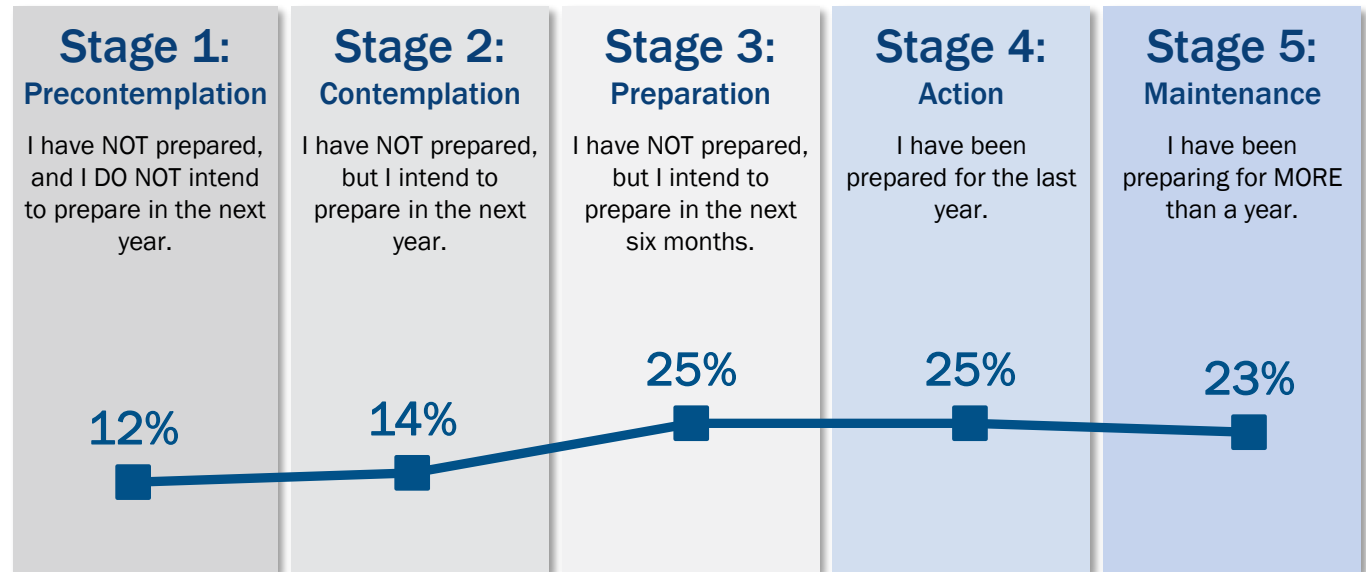 Stage 1:
Precontemplation
I have NOT prepared,
and I DO NOT intend
to prepare in the next
year.
12%
Stage 2:
Contemplation
I have NOT prepared,
but I intend to
prepare in the next
year.
14%
Stage 3:
Preparation
I have NOT prepared,
but I intend to
prepare in the next
six months.
25%
Stage 4:
Action
I have been
prepared for the last
year.
25%
Stage 5:
Maintenance
I have been
preparing for MORE
than a year.
23%